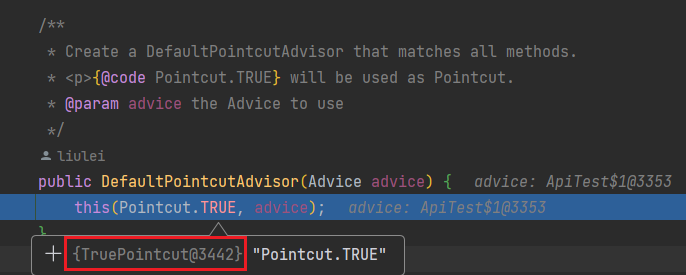 /**
 * Create a DefaultPointcutAdvisor that matches all methods.
 * <p>{@code Pointcut.TRUE} will be used as Pointcut.
 * @param advice the Advice to use
 */
liulei
public DefaultPointcutAdvisor(Advice advice) { advice: ApiTest$1@3353
this(Pointcut.TRUE, advice); advice: ApiTest$1@3353
}
+ {TruePointcut@3442} "Pointcut.TRUE"